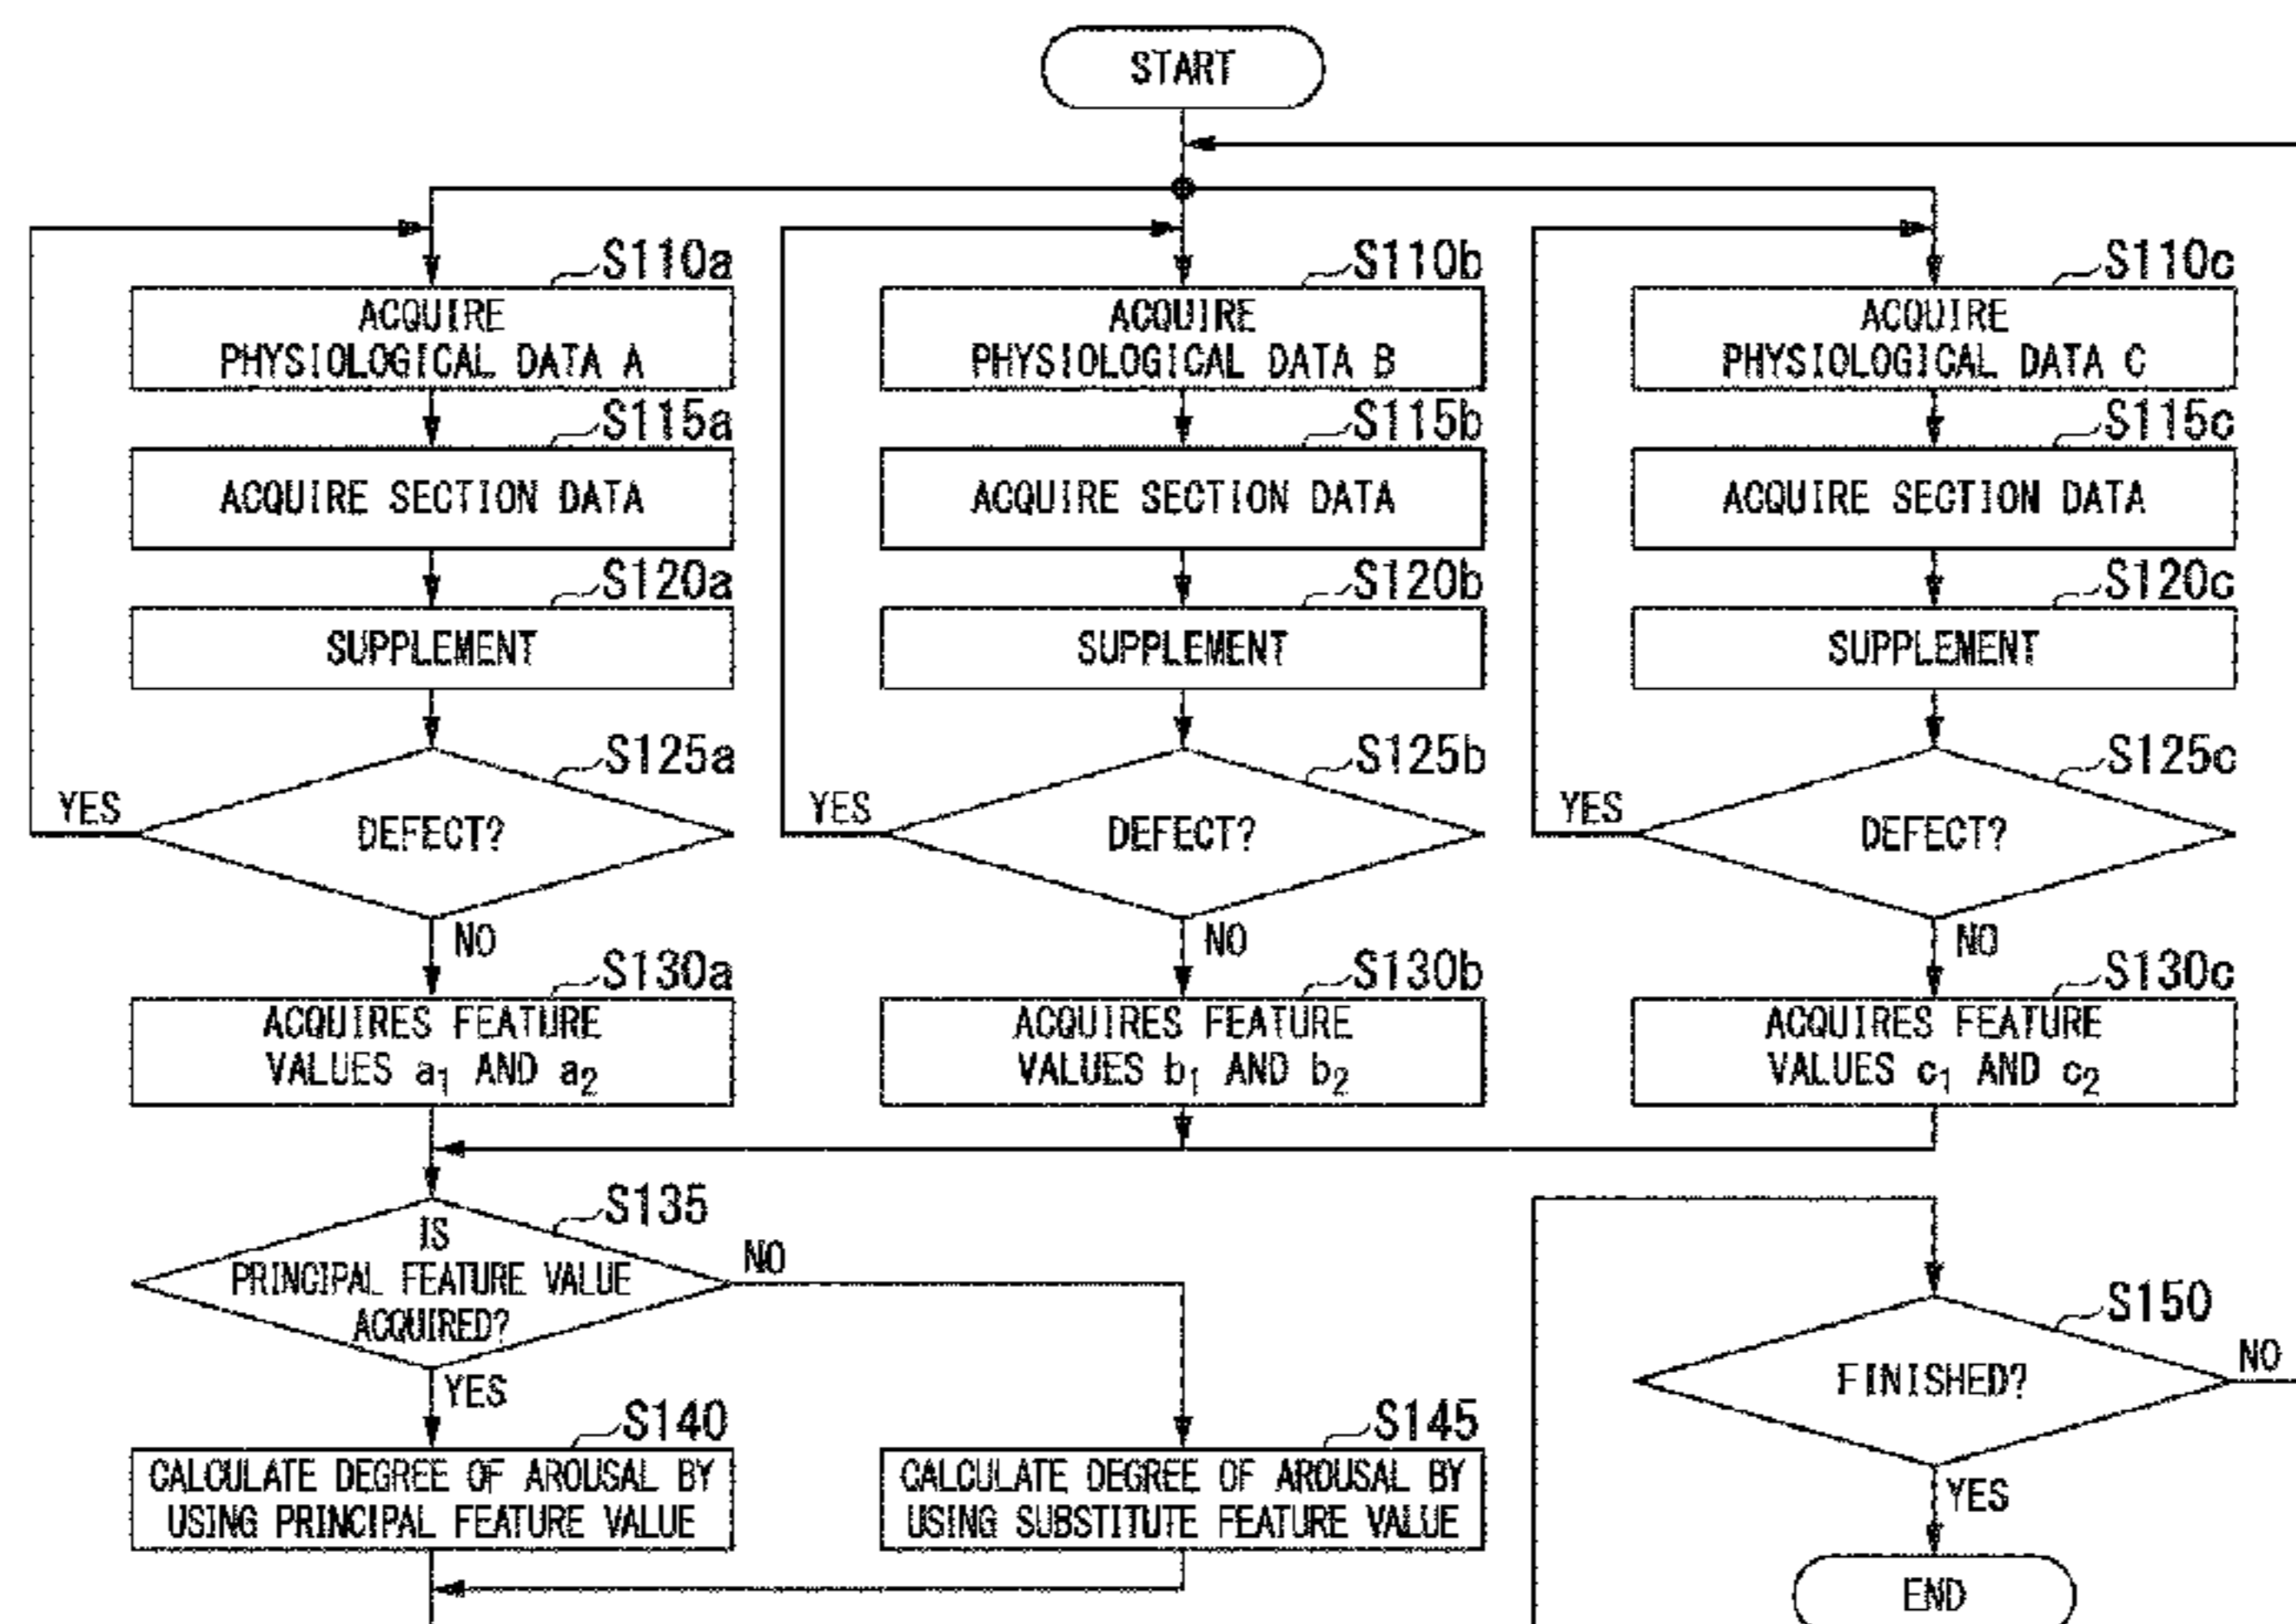 START
S110a
ACQUIRE
PHYSIOLOGICAL DATA A
S115a
ACQUIRE SECTION DATA
S120a
SUPPLEMENT
S125a
YES
DEFECT?
NO
S130a
ACQUIRES FEATURE
VALUES a₁ AND a₂
S110b
ACQUIRE
PHYSIOLOGICAL DATA B
S115b
ACQUIRE SECTION DATA
S120b
SUPPLEMENT
S125b
YES
DEFECT?
NO
S130b
ACQUIRES FEATURE
VALUES b₁ AND b₂
S110c
ACQUIRE
PHYSIOLOGICAL DATA C
S115c
ACQUIRE SECTION DATA
S120c
SUPPLEMENT
S125c
YES
DEFECT?
NO
S130c
ACQUIRES FEATURE
VALUES c₁ AND c₂
S135
IS
PRINCIPAL FEATURE VALUE
ACQUIRED?
NO
YES
S140
CALCULATE DEGREE OF AROUSAL BY
USING PRINCIPAL FEATURE VALUE
S145
CALCULATE DEGREE OF AROUSAL BY
USING SUBSTITUTE FEATURE VALUE
S150
FINISHED?
NO
YES
END